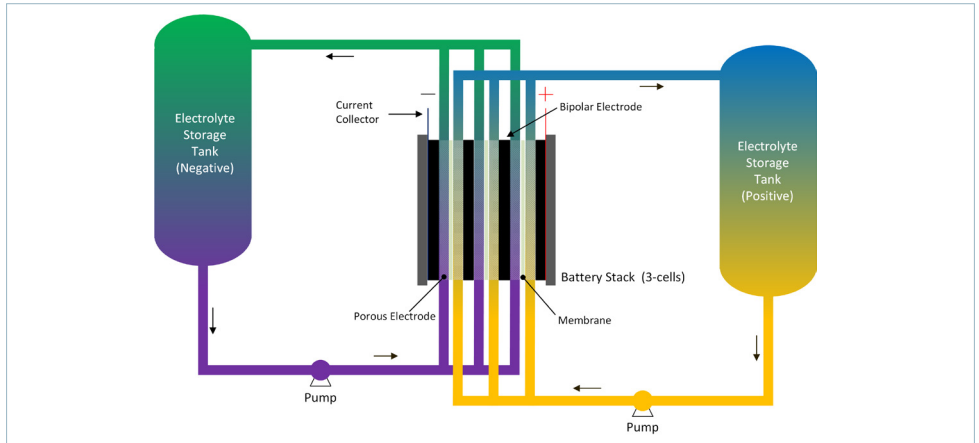 Electrolyte
Storage
Tank
(Negative)
Current
Collector
−
+
Bipolar Electrode
Electrolyte
Storage
Tank
(Positive)
Battery Stack (3-cells)
Porous Electrode
Membrane
Pump
Pump